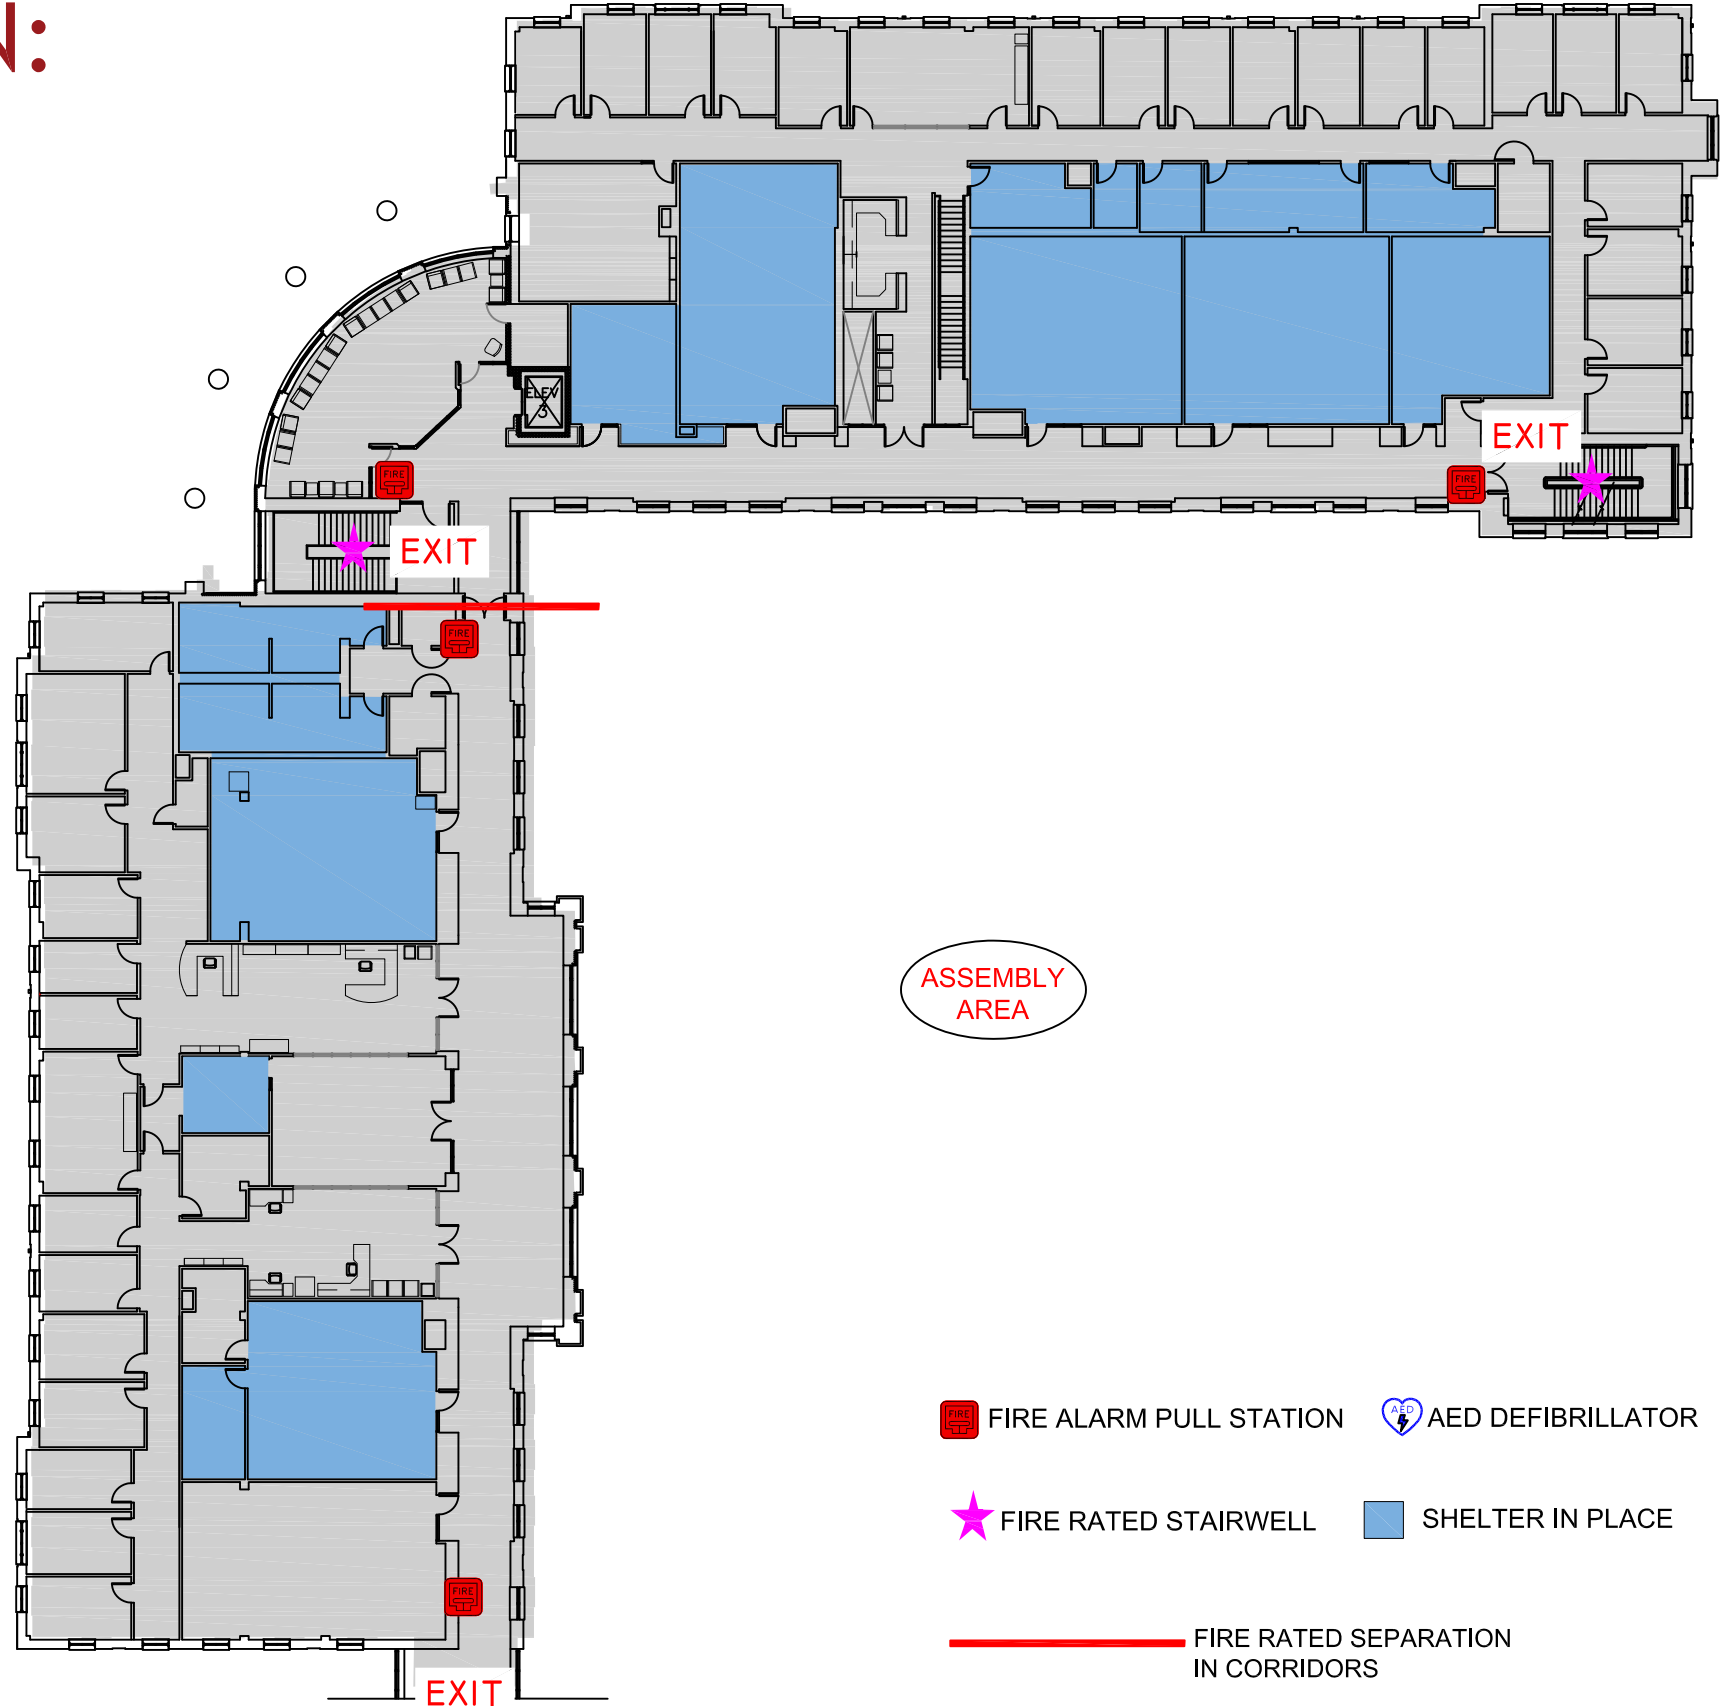 N:
ELEV
3
EXIT
FIRE
FIRE
EXIT
FIRE
ASSEMBLY
AREA
FIRE
FIRE ALARM PULL STATION
AED
AED DEFIBRILLATOR
FIRE RATED STAIRWELL
SHELTER IN PLACE
FIRE
FIRE RATED SEPARATION
IN CORRIDORS
EXIT